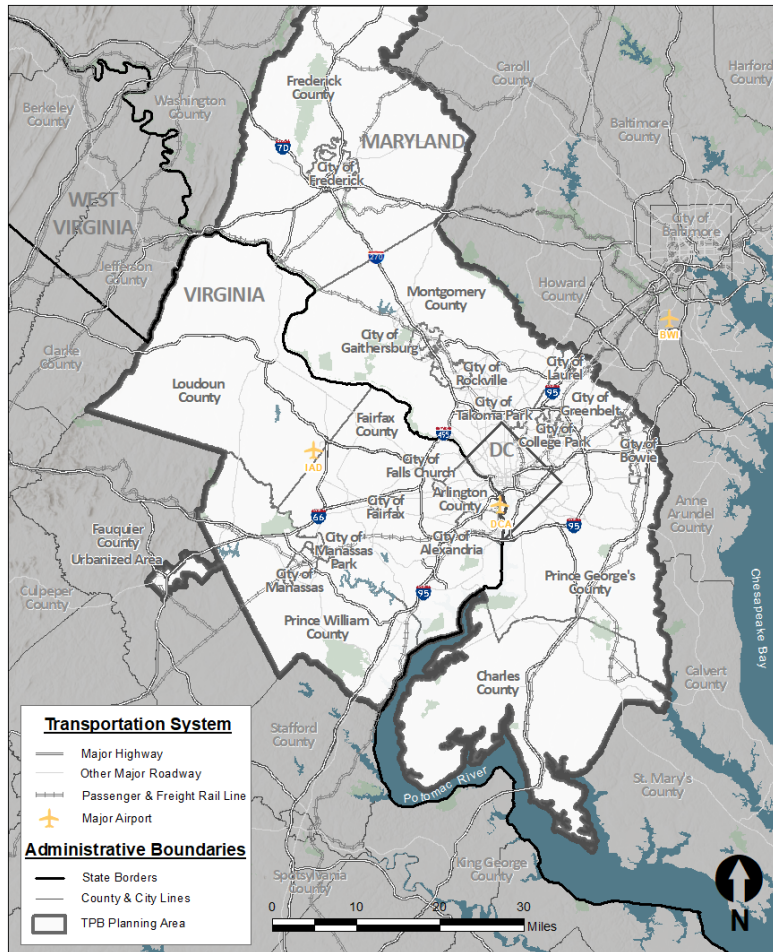 Frederick
County
Caroll
County
Harford
County
Berkeley
County
Washington
County
Baltimore
County
MARYLAND
70
City of
Frederick
WEST
VIRGINIA
City of
Baltimore
Jefferson
County
270
Howard
County
VIRGINIA
Montgomery
County
BWI
City of
Gaithersburg
Clarke
County
City of
Rockville
City of
Laurel
95
Loudoun
County
City of
Takoma Park
City of
Greenbelt
Fairfax
County
City of
College Park
495
DC
City of
Bowie
IAD
City of
Falls Church
Arlington
County
DCA
Anne
Arundel
County
City of
Fairfax
66
95
Fauquier
County
Urbanized Area
City of
Manassas
Park
City of
Alexandria
City of
Manassas
Prince George's
County
Culpeper
County
95
Chesapeake Bay
Prince William
County
Charles
County
Calvert
County
Stafford
County
Potomac River
St. Mary's
County
King George
County
Spotsylvania
County
Transportation System
Major Highway
Other Major Roadway
Passenger & Freight Rail Line
Major Airport
Administrative Boundaries
State Borders
County & City Lines
TPB Planning Area
0 10 20 30
Miles
N